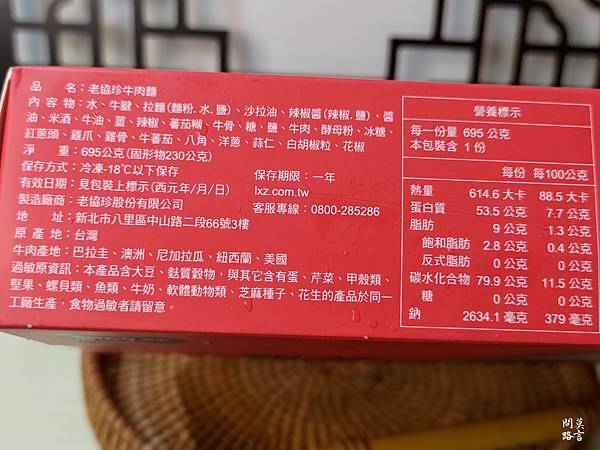 品　　名：老協珍牛肉麵
內 容 物：水、牛腱、拉麵(麵粉.水.鹽)、沙拉油、辣椒醬(辣椒.鹽)、醬
油、米酒、牛油、薑、辣椒、蕃茄糊、牛骨、糖、鹽、牛肉、酵母粉、冰糖、
紅蔥頭、雞爪、雞骨、牛蕃茄、八角、洋蔥、蒜仁、白胡椒粒、花椒
淨　　重：695公克(固形物230公克)
保存方式：冷凍-18℃以下保存
保存期限：一年
有效日期：見包裝上標示(西元年/月/日)
lxz.com.tw
製造廠商：老協珍股份有限公司
客服專線：0800-285286
地　　址：新北市八里區中山路二段66號3樓
原 產 地：台灣
牛肉產地：巴拉圭、澳洲、尼加拉瓜、紐西蘭、美國
過敏原資訊：本產品含大豆、麩質穀物，與其它含有蛋、芹菜、甲殼類、
堅果、螺貝類、魚類、牛奶、軟體動物類、芝麻種子、花生的產品於同一
工廠生產，食物過敏者請留意。
營養標示
每一份量 695 公克
本包裝含 1 份
每份 每100公克
熱量 614.6 大卡 88.5 大卡
蛋白質 53.5 公克 7.7 公克
脂肪 9 公克 1.3 公克
飽和脂肪 2.8 公克 0.4 公克
反式脂肪 0 公克 0 公克
碳水化合物 79.9 公克 11.5 公克
糖 0 公克 0 公克
鈉 2634.1 毫克 379 毫克
問莫
路言